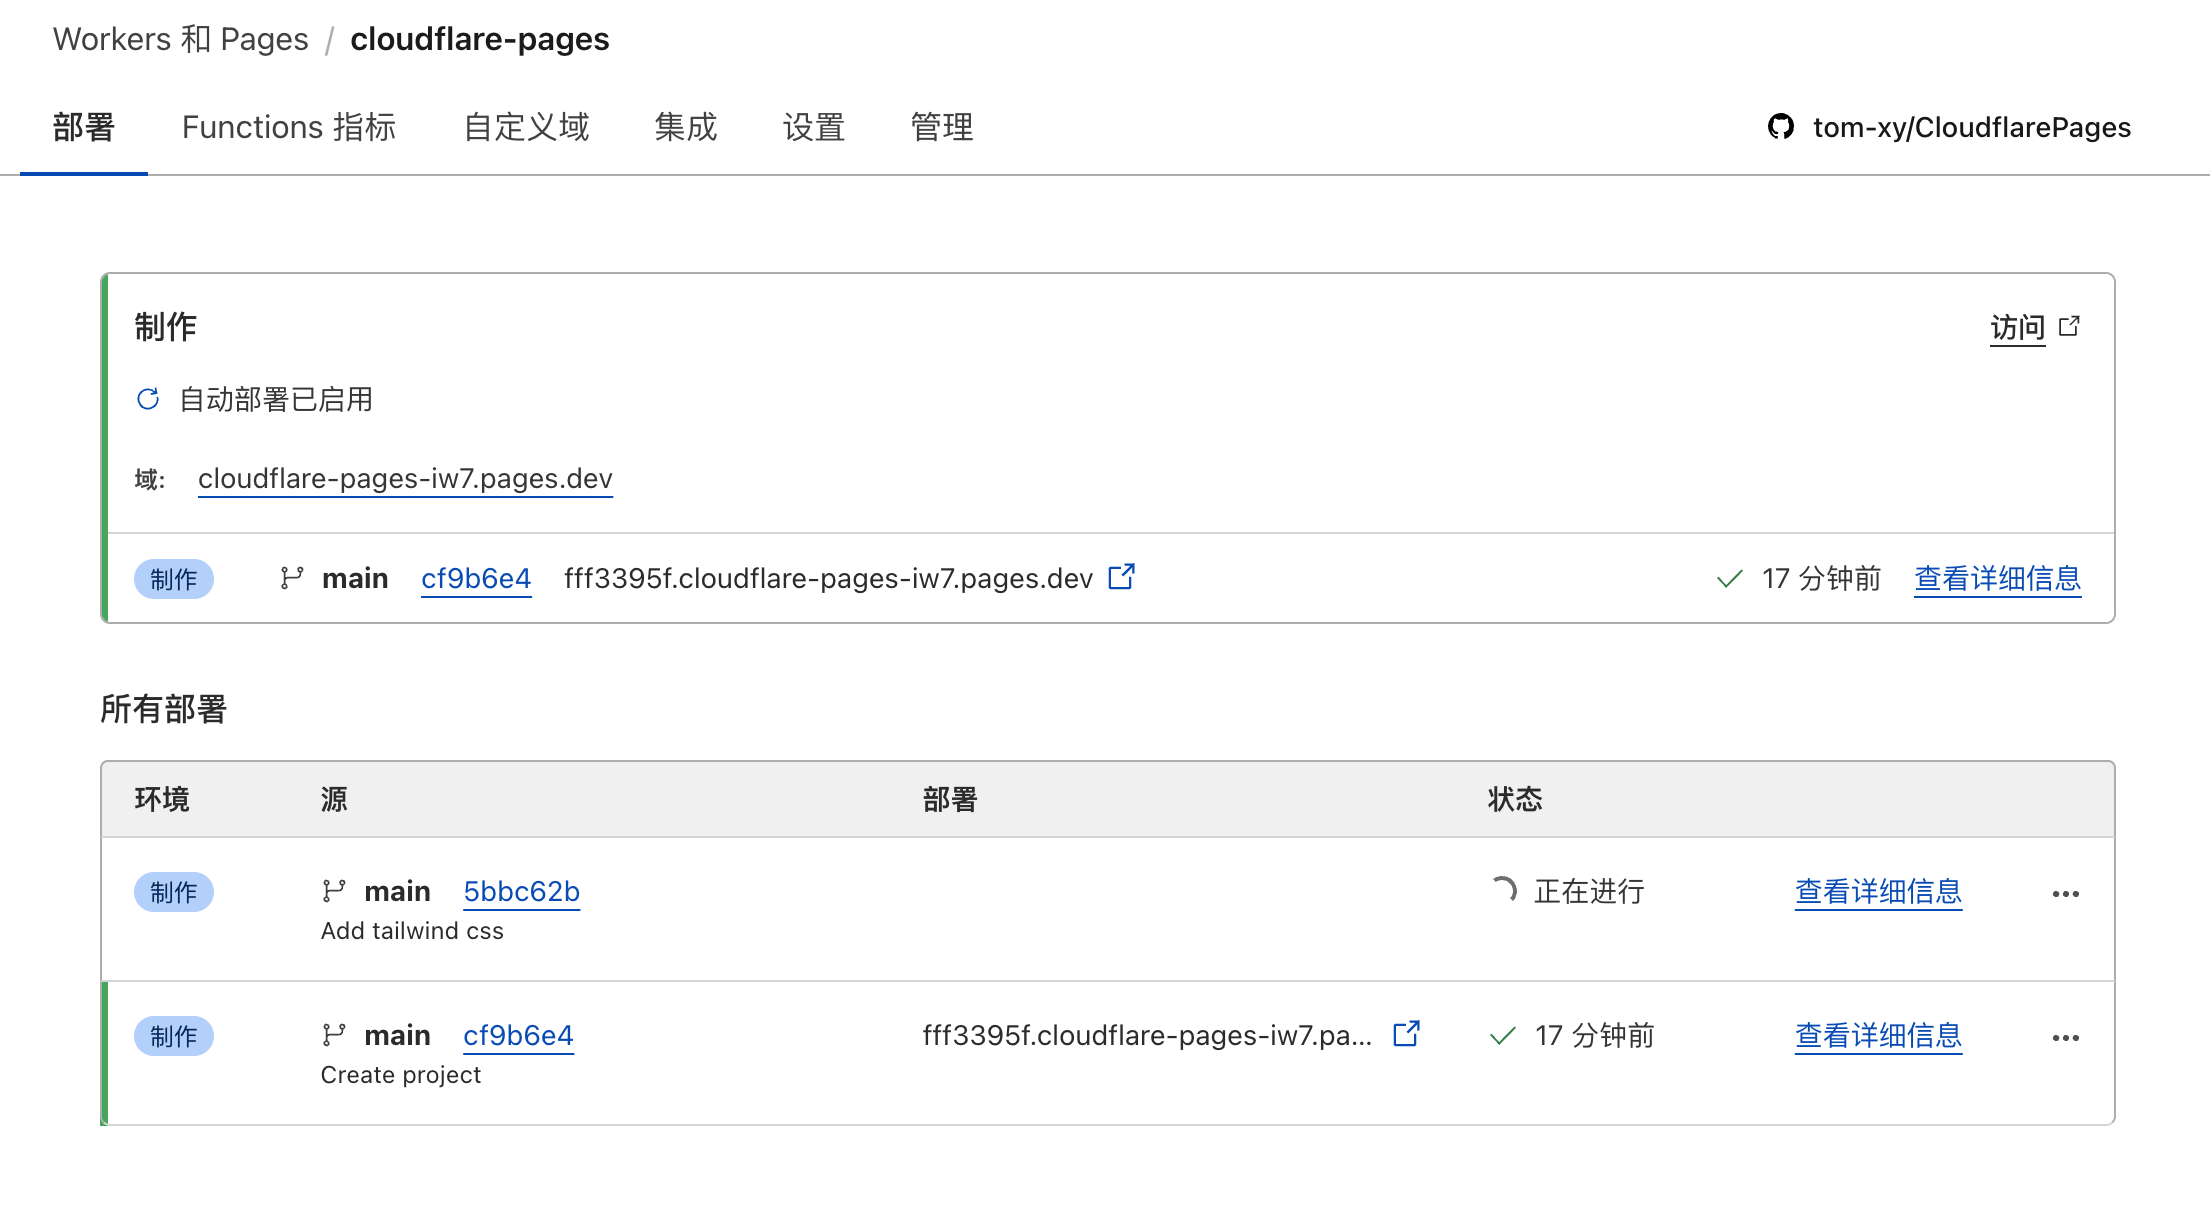 Workers 和 Pages / cloudflare-pages
部署 Functions 指标 自定义域 集成 设置 管理 tom-xy/CloudflarePages
制作 访问
自动部署已启用
域: cloudflare-pages-iw7.pages.dev
制作 main cf9b6e4 fff3395f.cloudflare-pages-iw7.pages.dev 17 分钟前 查看详细信息
所有部署
环境 源 部署 状态
制作 main 5bbc62b 正在进行 查看详细信息
Add tailwind css
制作 main cf9b6e4 fff3395f.cloudflare-pages-iw7.pa... 17 分钟前 查看详细信息
Create project